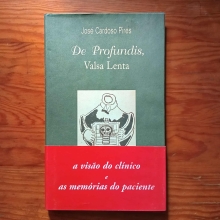 José Cardoso Pires
De Profundis,
Valsa Lenta
a visão do clínico
e
as memórias do paciente